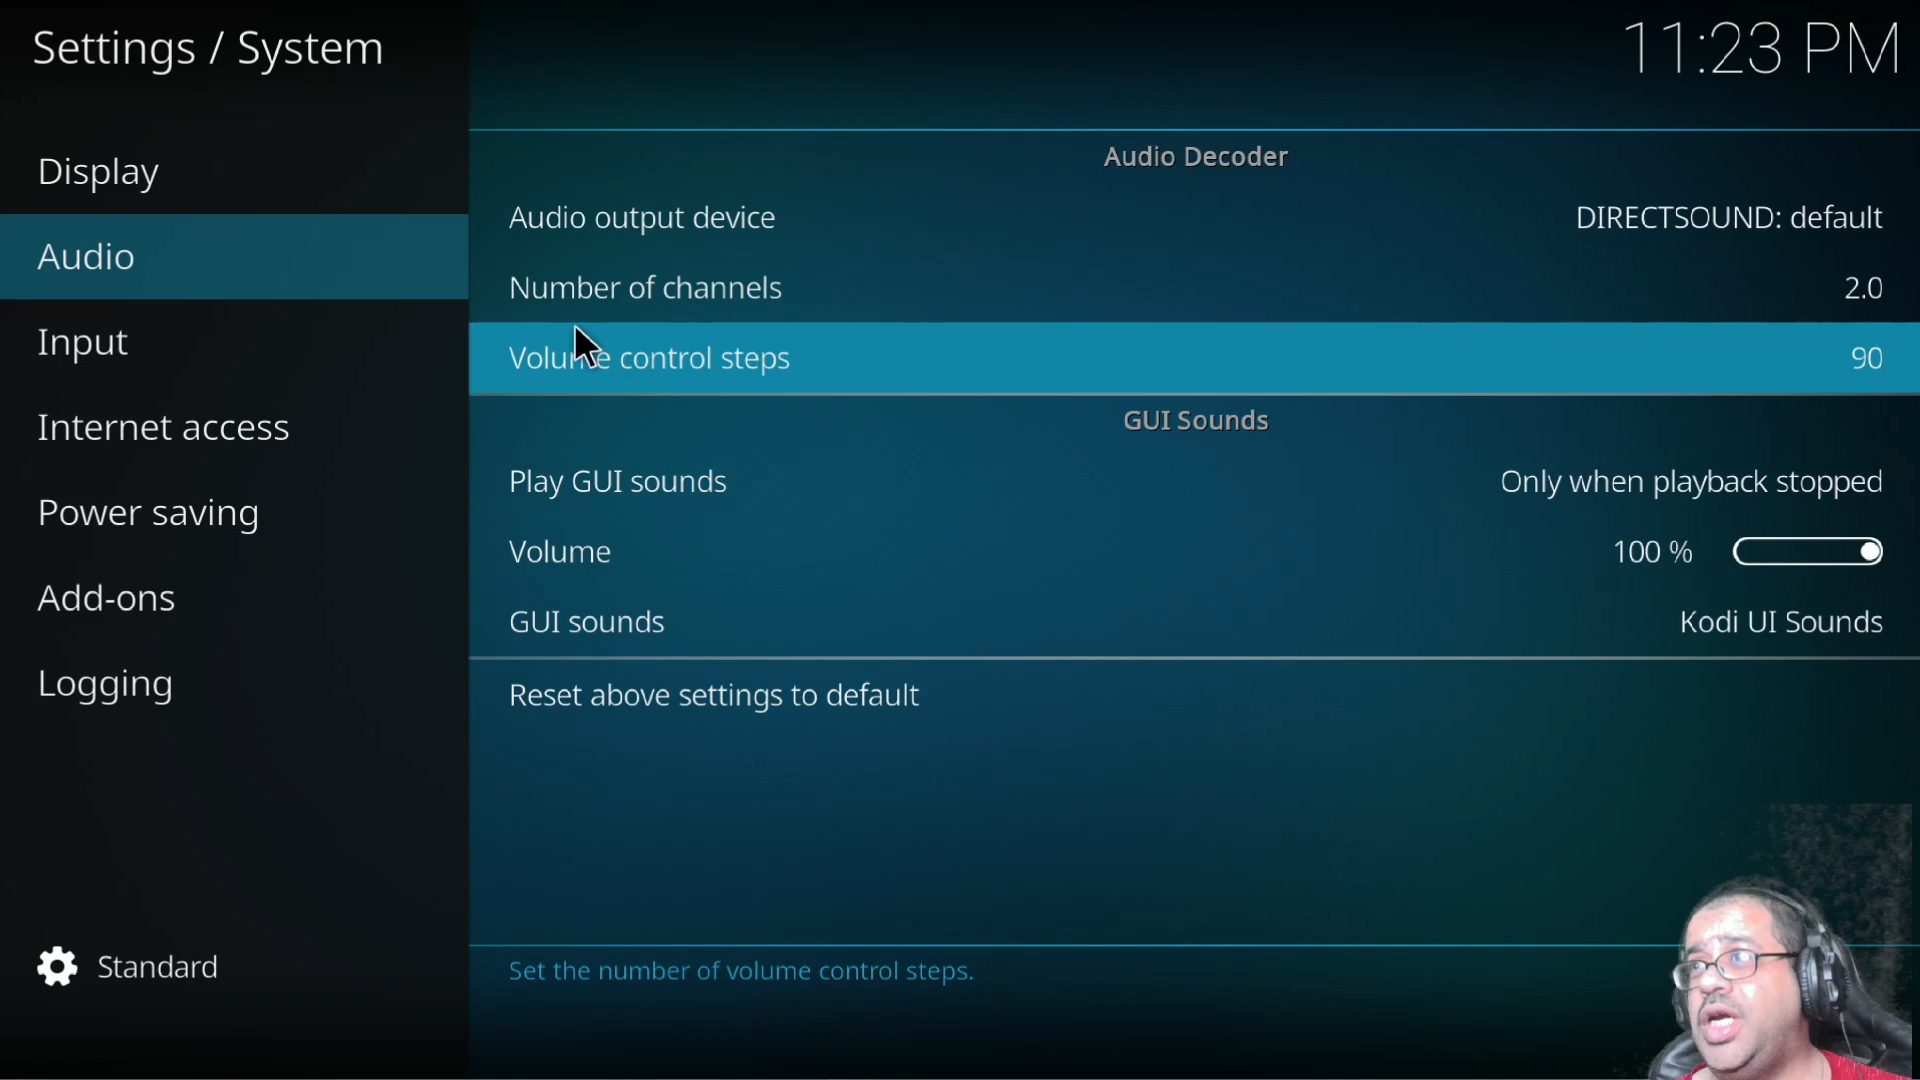 Settings / System
11:23 PM
Display
Audio
Input
Internet access
Power saving
Add-ons
Logging
Standard
Audio Decoder
Audio output device DIRECTSOUND: default
Number of channels 2.0
Volume control steps 90
GUI Sounds
Play GUI sounds Only when playback stopped
Volume 100 %
GUI sounds Kodi UI Sounds
Reset above settings to default
Set the number of volume control steps.